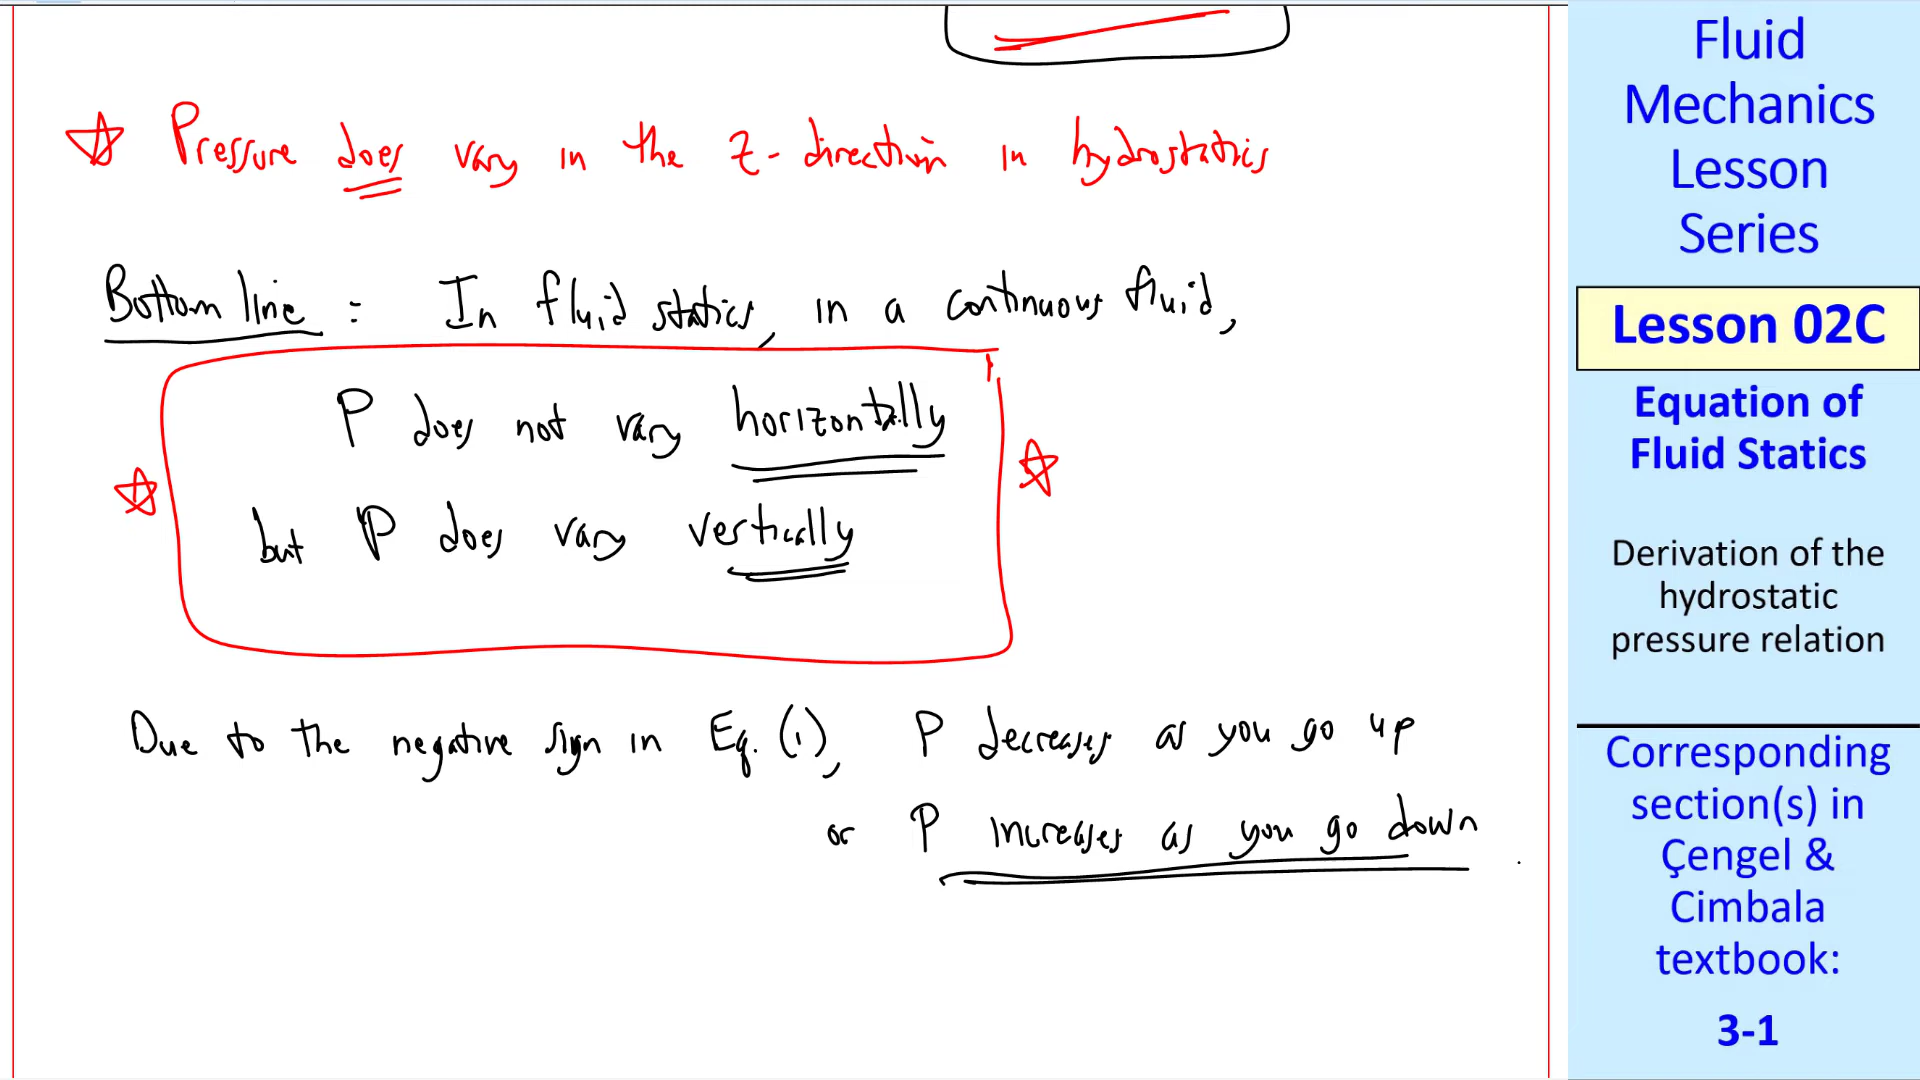 ☆ Pressure does vary in the z-direction in hydrostatics
Bottom line: In fluid statics, in a continuous fluid,
P does not vary horizontally
but P does vary vertically
Due to the negative sign in Eq. (1), P decreases as you go up
or P increases as you go down
Fluid
Mechanics
Lesson
Series
Lesson 02C
Equation of
Fluid Statics
Derivation of the
hydrostatic
pressure relation
Corresponding
section(s) in
Çengel &
Cimbala
textbook:
3-1